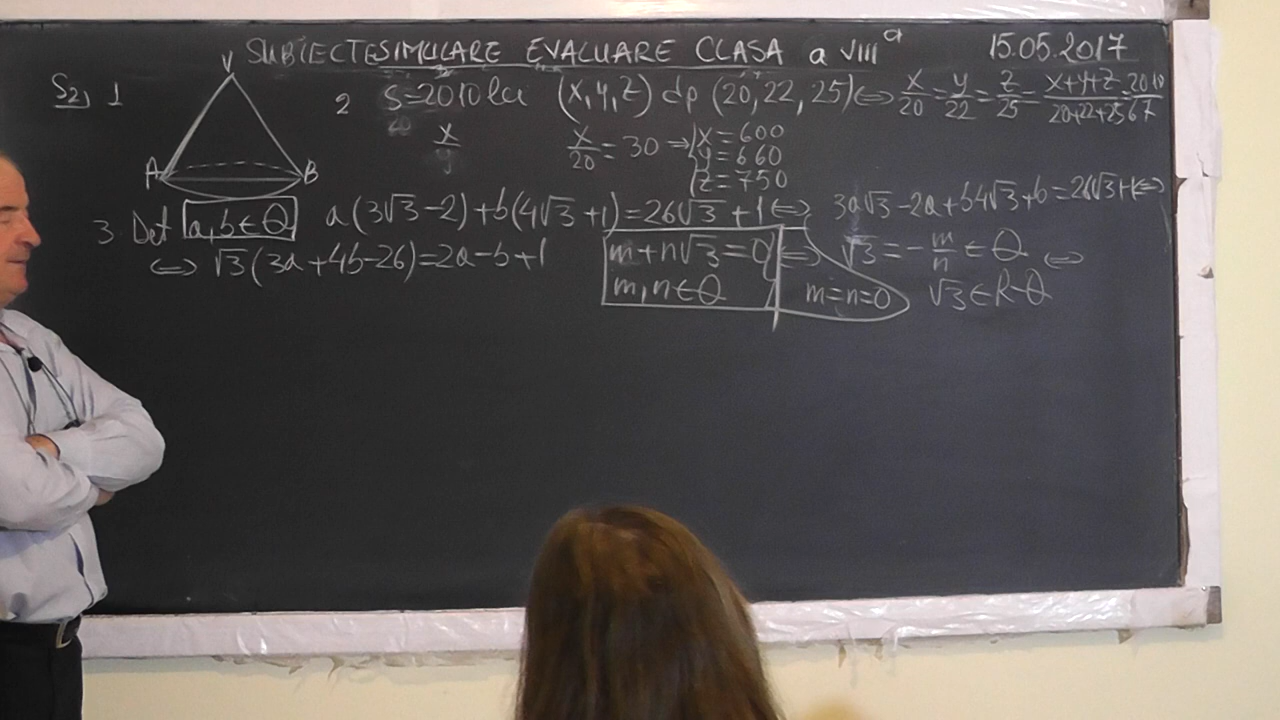 SUBIECTE SIMULARE EVALUARE CLASA a VIIIª 15.05.2017
S2, 1
V
A B
2 S=2010 lei (x,y,z) dp (20,22,25) ⇔ x/20 = y/22 = z/25 = x+y+z/20+22+25 = 2010/67
x/y x/20 = 30 ⇒ x=600
y=660
z=750
3 Det a,b∈Q a(3√3-2)+b(4√3+1)=26√3+1 ⇔ 3a√3-2a+b4√3+b=26√3+1 ⇔
⇔ √3(3a+4b-26)=2a-b+1
m+n√3=0 ⇔ √3=-m/n ∈ Q ⇔
m,n∈Q m=n=0 √3∈R-Q